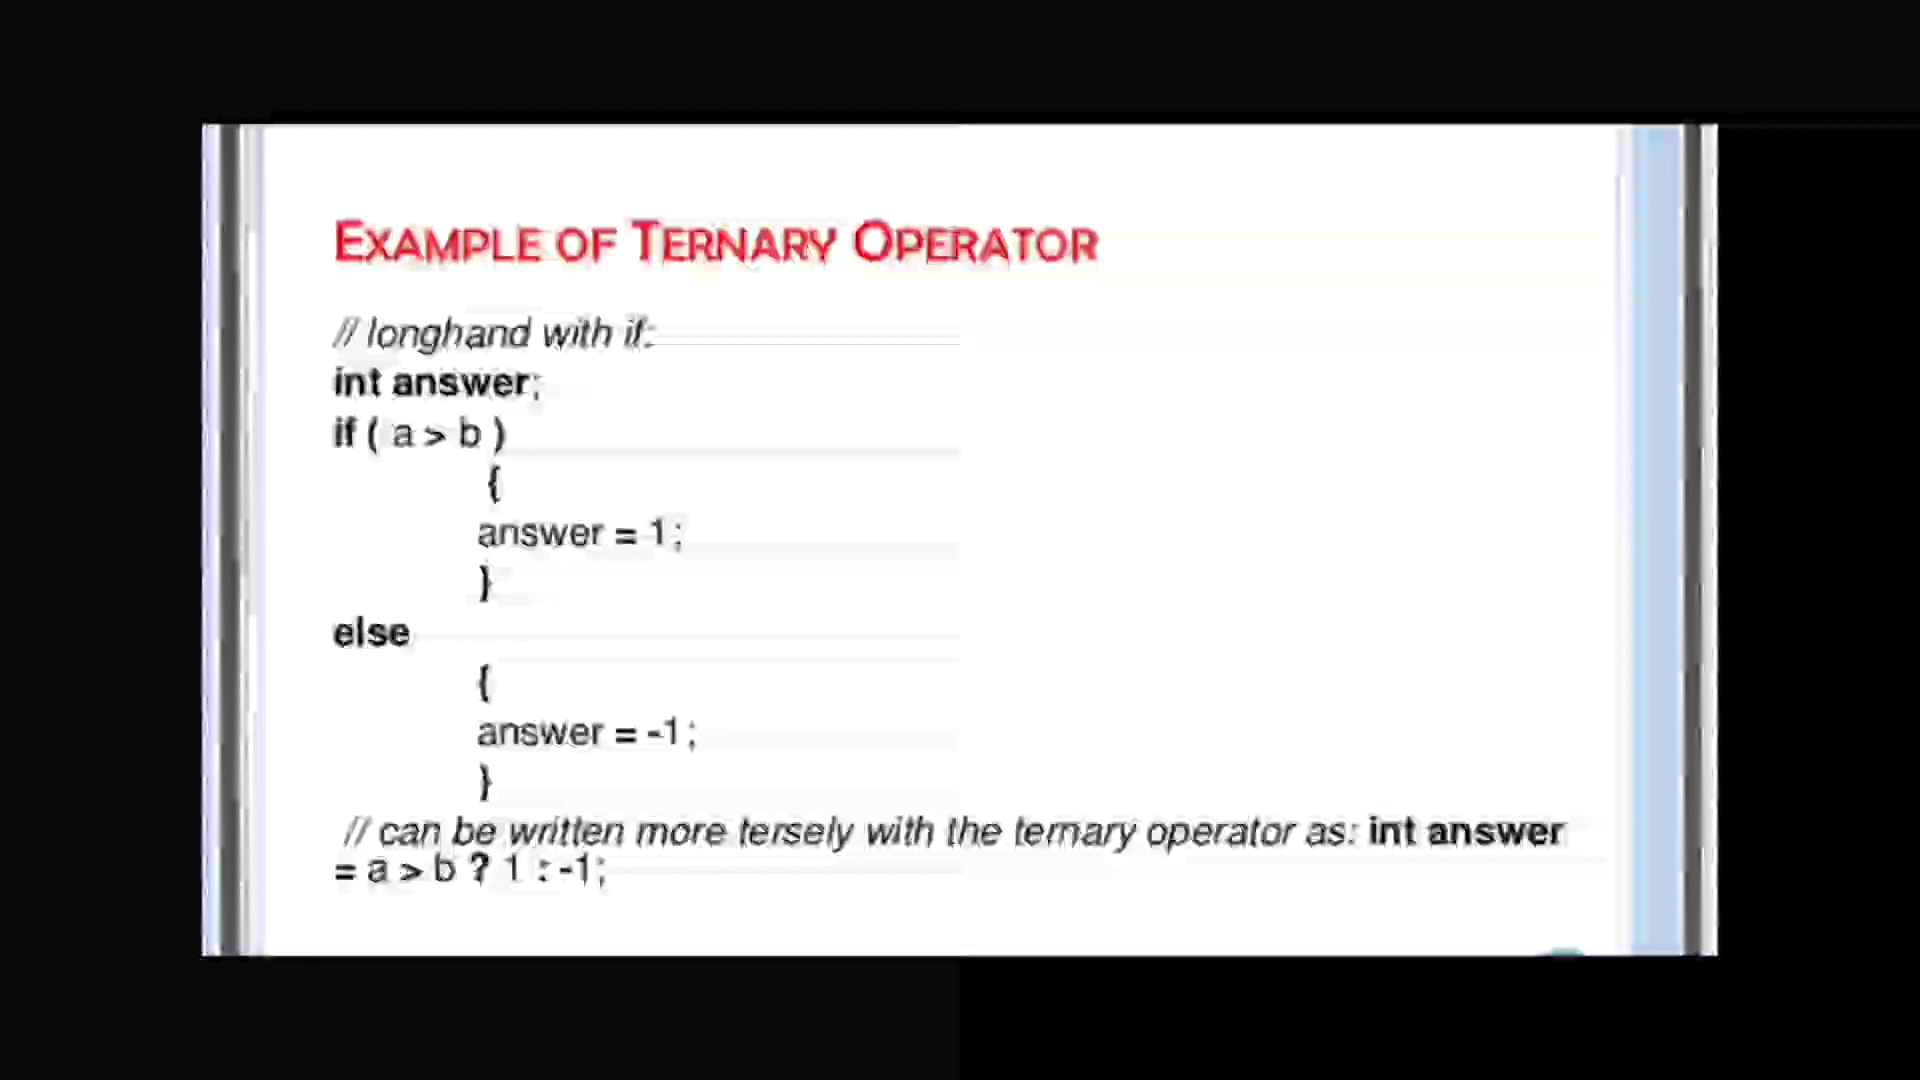 EXAMPLE OF TERNARY OPERATOR
// longhand with if:
int answer;
if ( a > b )
{
answer = 1;
}
else
{
answer = -1;
}
// can be written more tersely with the ternary operator as: int answer
= a > b ? 1 : -1;